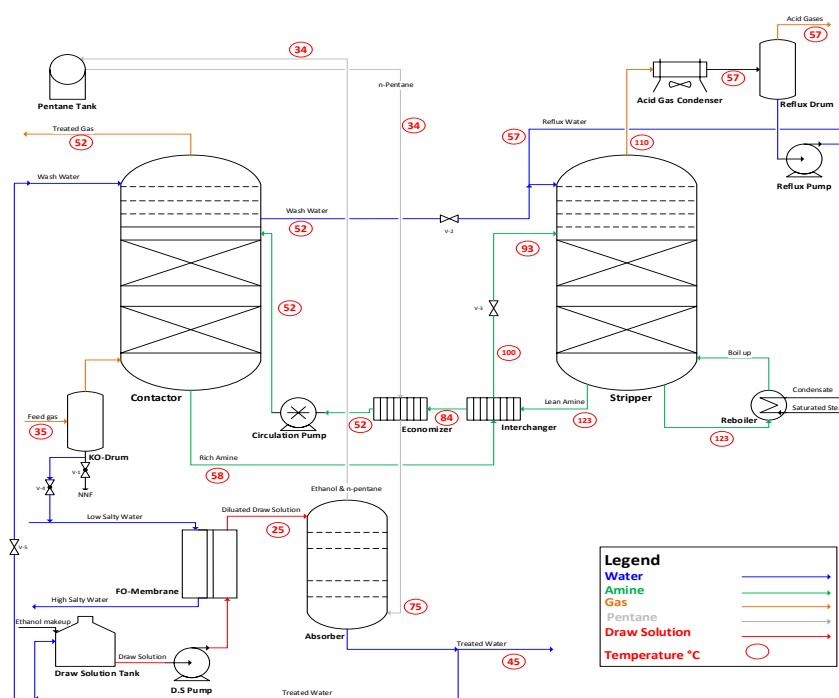 Acid Gases
57
34
Pentane Tank
n-Pentane
34
Acid Gas Condenser
57
Reflux Drum
Treated Gas
52
57
Reflux Water
110
Reflux Pump
Wash Water
Wash Water
52
V-2
93
V-3
52
100
Boil up
Contactor
Stripper
Condensate
Feed gas
35
Lean Amine
Saturated Stea
Circulation Pump
52
Economizer
84
Interchanger
123
Reboiler
123
KO-Drum
V-1
Rich Amine
58
V-4
NNF
Ethanol & n-pentane
Low Salty Water
Diluated Draw Solution
25
V-5
FO-Membrane
High Salty Water
75
Ethanol makeup
Absorber
Draw Solution
Treated Water
45
Draw Solution Tank
D.S Pump
Treated Water
Legend
Water
Amine
Gas
Pentane
Draw Solution
Temperature °C